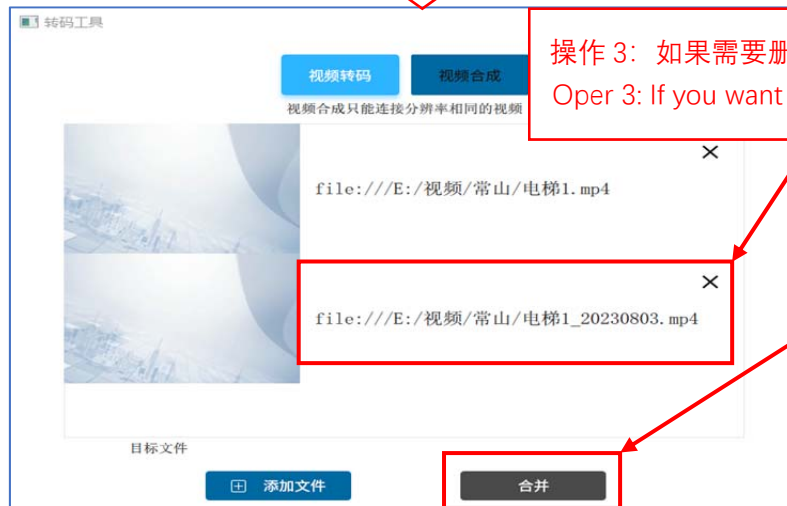 转码工具
操作 3：如果需要删
Oper 3: If you want
视频转码
视频合成
视频合成只能连接分辨率相同的视频
file:///E:/视频/常山/电梯1.mp4
file:///E:/视频/常山/电梯1_20230803.mp4
目标文件
添加文件
合并